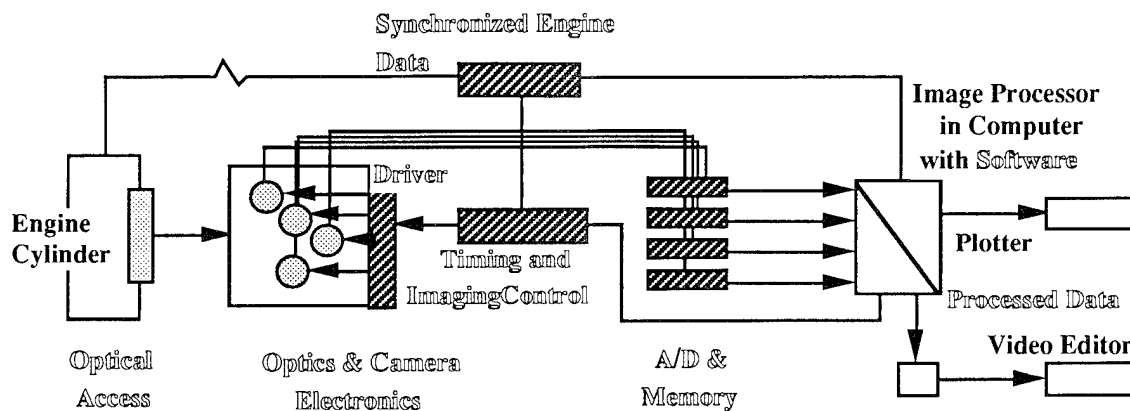 Synchronized Engine
Data
Image Processor
in Computer
with Software
Driver
Engine
Cylinder
Plotter
Timing and
ImagingControl
Processed Data
Optical
Access
Optics & Camera
Electronics
A/D &
Memory
Video Editor